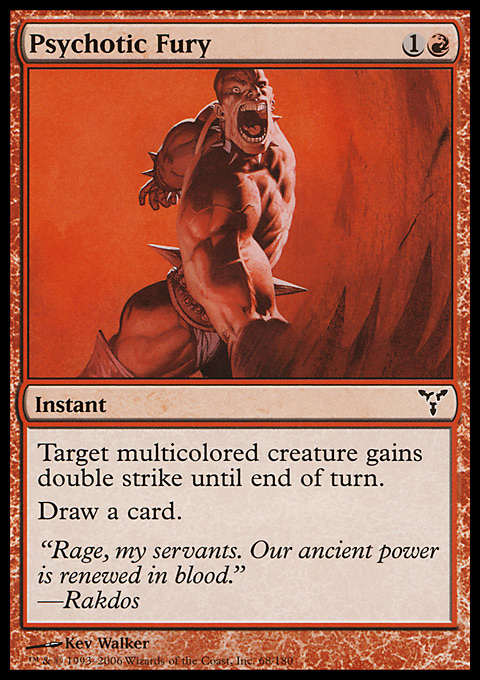 Psychotic Fury 1
Instant
Target multicolored creature gains
double strike until end of turn.
Draw a card.
“Rage, my servants. Our ancient power
is renewed in blood.”
—Rakdos
Kev Walker
™ & © 1993–2006 Wizards of the Coast, Inc. 68/180